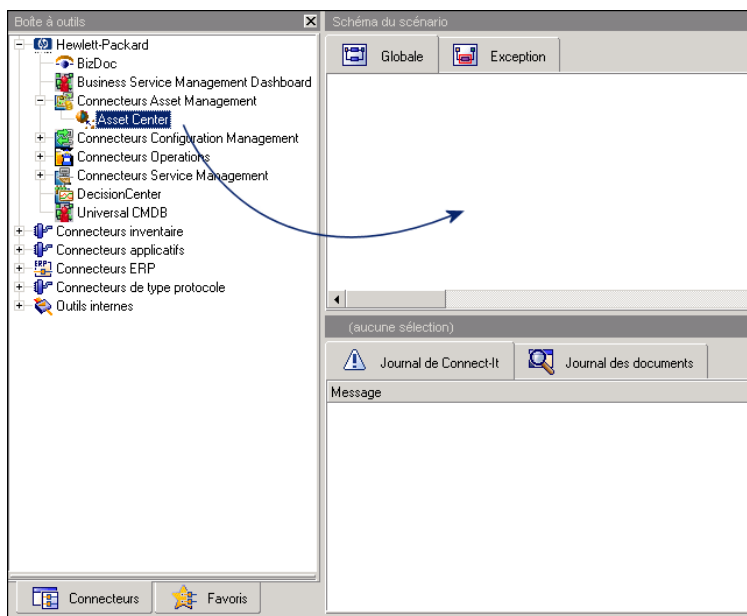 Boîte à outils
Hewlett-Packard
BizDoc
Business Service Management Dashboard
Connecteurs Asset Management
Asset Center
Connecteurs Configuration Management
Connecteurs Operations
Connecteurs Service Management
DecisionCenter
Universal CMDB
Connecteurs inventaire
Connecteurs applicatifs
ERP
Connecteurs ERP
Connecteurs de type protocole
Outils internes
Connecteurs
Favoris
Schéma du scénario
Globale
Exception
(aucune sélection)
Journal de Connect-It
Journal des documents
Message